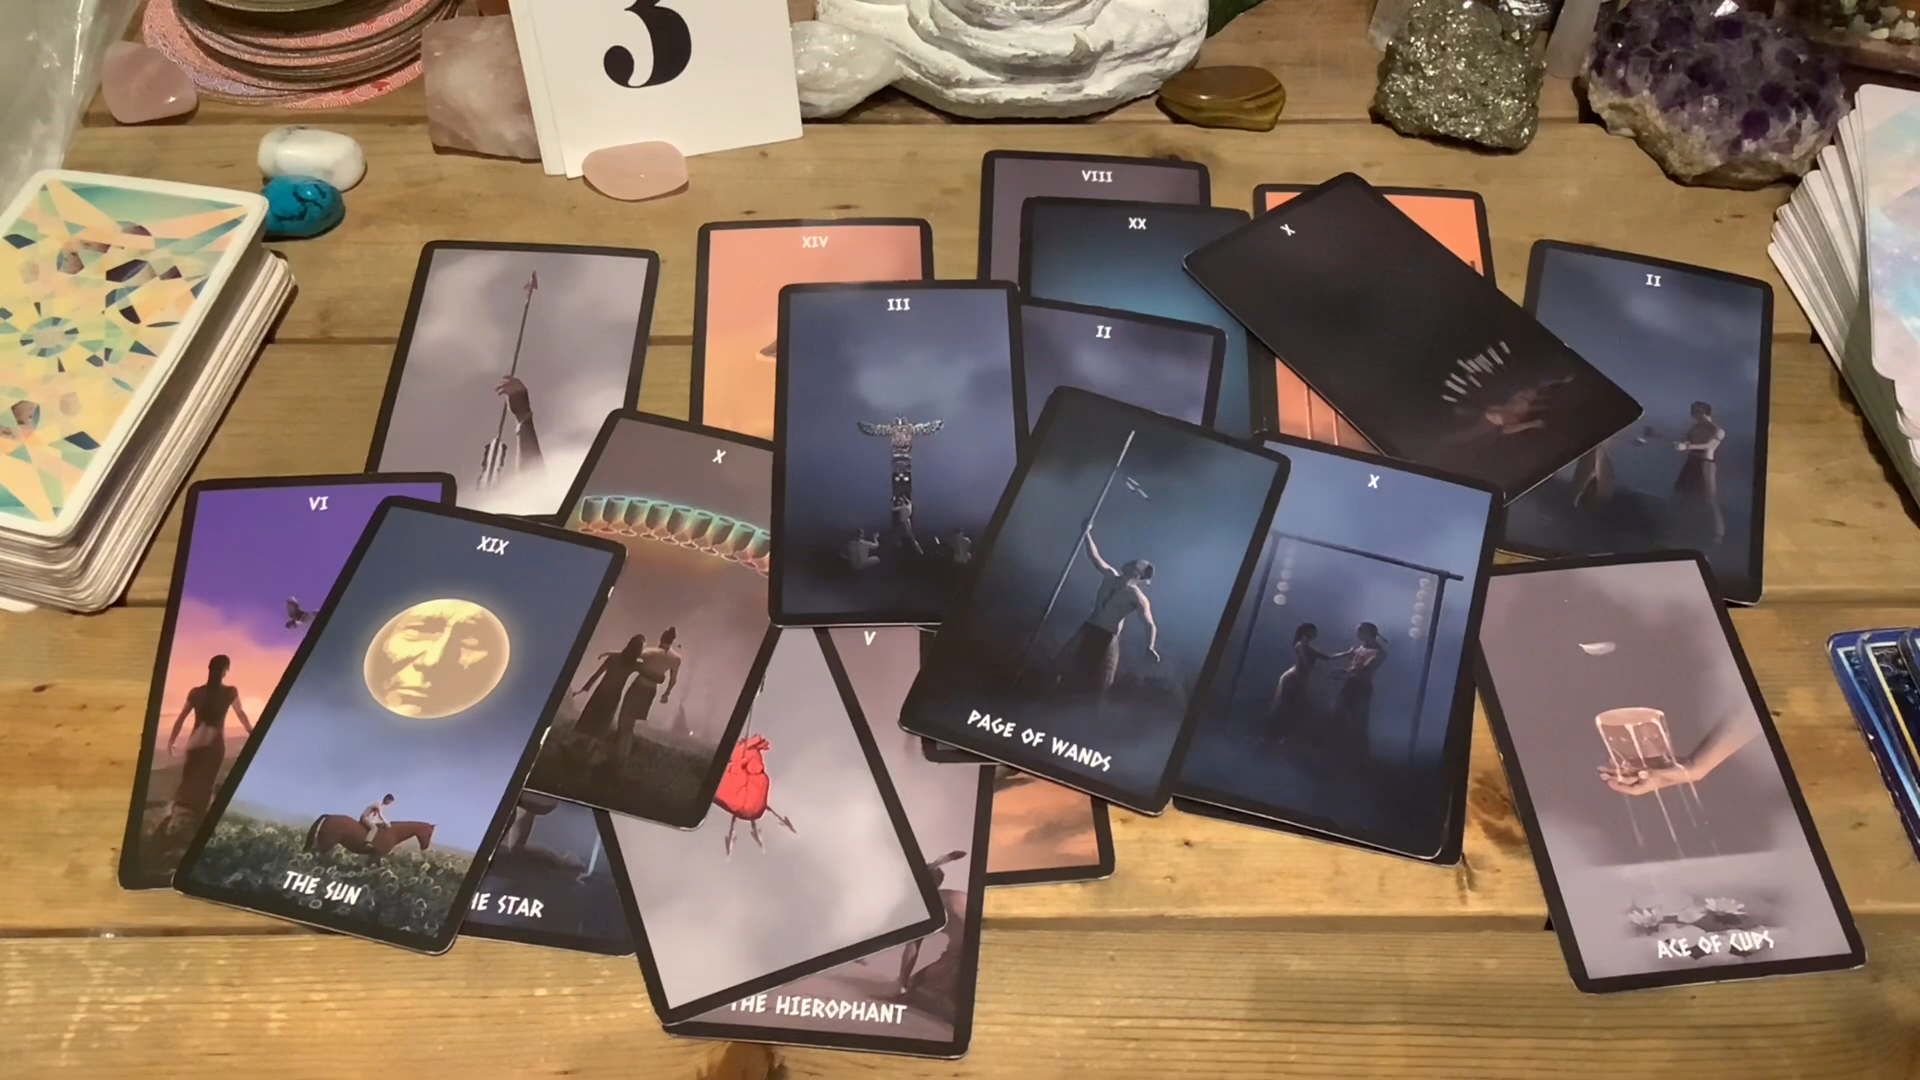 3
VIII
XX
X
XIV
II
III
II
X
X
VI
XIX
V
PAGE OF WANDS
THE SUN
HE STAR
THE HIEROPHANT
ACE OF CUPS